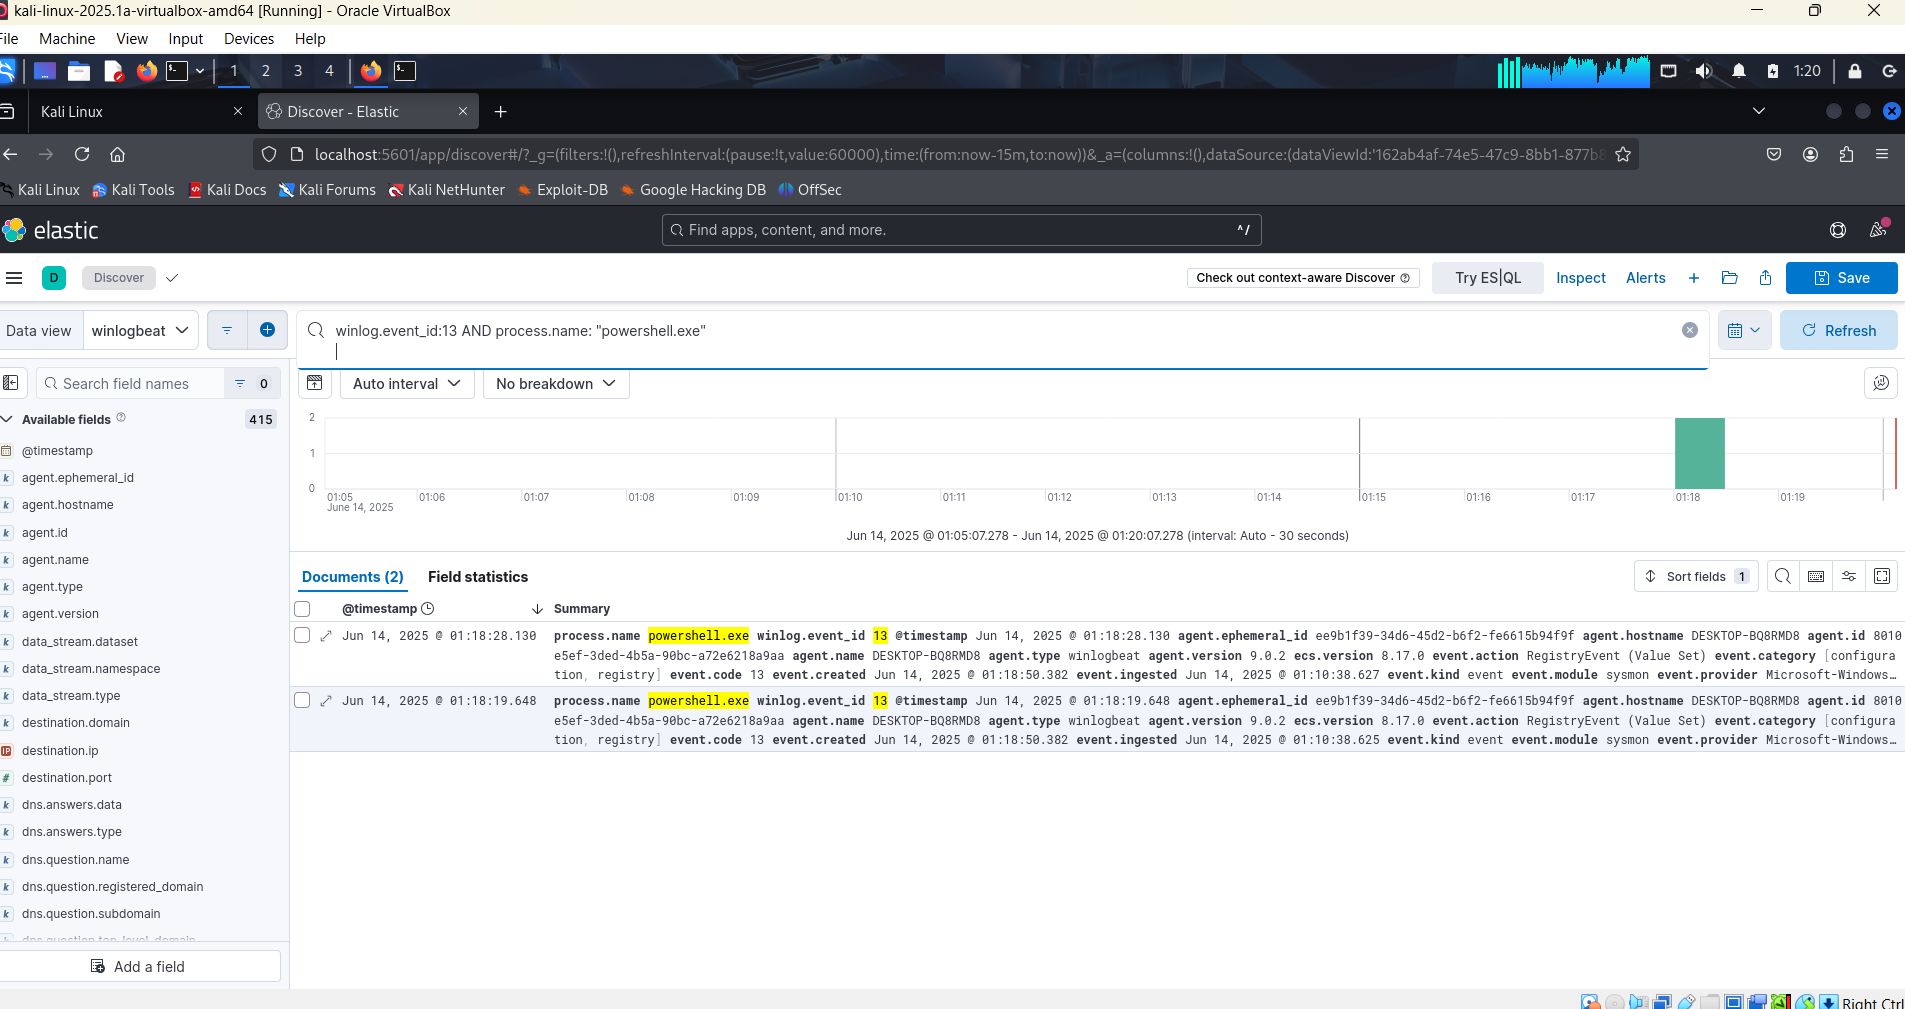 kali-linux-2025.1a-virtualbox-amd64 [Running] - Oracle VirtualBox
File Machine View Input Devices Help
1 2 3 4 1:20
Kali Linux Discover - Elastic
localhost:5601/app/discover#/?_g=(filters:!(),refreshInterval:(pause:!t,value:60000),time:(from:now-15m,to:now))&_a=(columns:!(),dataSource:(dataViewId:'162ab4af-74e5-47c9-8bb1-877b8
Kali Linux Kali Tools Kali Docs Kali Forums Kali NetHunter Exploit-DB Google Hacking DB OffSec
elastic Find apps, content, and more. ^/
D Discover Check out context-aware Discover Try ES|QL Inspect Alerts Save
Data view winlogbeat winlog.event_id:13 AND process.name: "powershell.exe" Refresh
Search field names 0 Auto interval No breakdown
Available fields 415
@timestamp
agent.ephemeral_id
agent.hostname
agent.id
agent.name
agent.type
agent.version
data_stream.dataset
data_stream.namespace
data_stream.type
destination.domain
destination.ip
destination.port
dns.answers.data
dns.answers.type
dns.question.name
dns.question.registered_domain
dns.question.subdomain
dns.question.top_level_domain
Add a field
2
1
0
01:05 01:06 01:07 01:08 01:09 01:10 01:11 01:12 01:13 01:14 01:15 01:16 01:17 01:18 01:19
June 14, 2025
Jun 14, 2025 @ 01:05:07.278 - Jun 14, 2025 @ 01:20:07.278 (interval: Auto - 30 seconds)
Documents (2) Field statistics Sort fields 1
@timestamp Summary
Jun 14, 2025 @ 01:18:28.130 process.name powershell.exe winlog.event_id 13 @timestamp Jun 14, 2025 @ 01:18:28.130 agent.ephemeral_id ee9b1f39-34d6-45d2-b6f2-fe6615b94f9f agent.hostname DESKTOP-BQ8RMD8 agent.id 8010
e5ef-3ded-4b5a-90bc-a72e6218a9aa agent.name DESKTOP-BQ8RMD8 agent.type winlogbeat agent.version 9.0.2 ecs.version 8.17.0 event.action RegistryEvent (Value Set) event.category [configura
tion, registry] event.code 13 event.created Jun 14, 2025 @ 01:18:50.382 event.ingested Jun 14, 2025 @ 01:10:38.627 event.kind event event.module sysmon event.provider Microsoft-Windows…
Jun 14, 2025 @ 01:18:19.648 process.name powershell.exe winlog.event_id 13 @timestamp Jun 14, 2025 @ 01:18:19.648 agent.ephemeral_id ee9b1f39-34d6-45d2-b6f2-fe6615b94f9f agent.hostname DESKTOP-BQ8RMD8 agent.id 8010
e5ef-3ded-4b5a-90bc-a72e6218a9aa agent.name DESKTOP-BQ8RMD8 agent.type winlogbeat agent.version 9.0.2 ecs.version 8.17.0 event.action RegistryEvent (Value Set) event.category [configura
tion, registry] event.code 13 event.created Jun 14, 2025 @ 01:18:50.382 event.ingested Jun 14, 2025 @ 01:10:38.625 event.kind event event.module sysmon event.provider Microsoft-Windows…
Right Ctrl